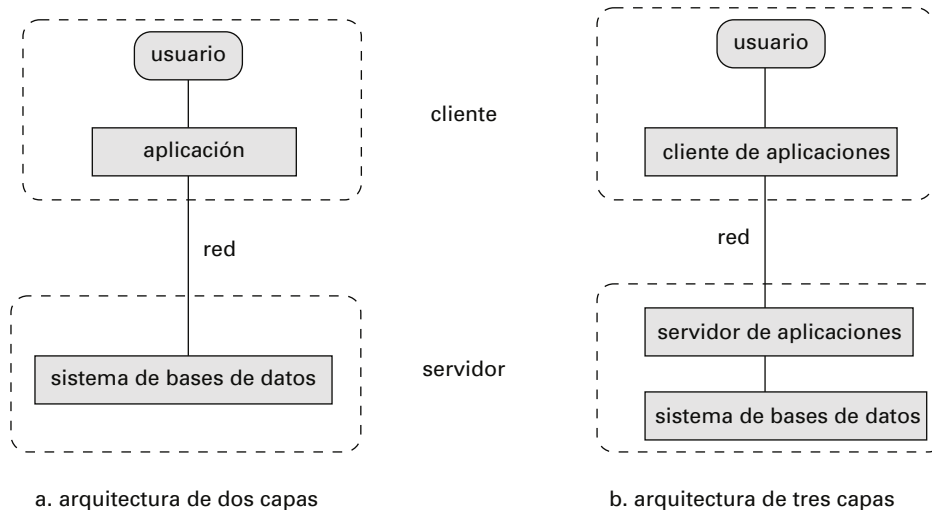 usuario
aplicación
red
sistema de bases de datos
a. arquitectura de dos capas
cliente
servidor
usuario
cliente de aplicaciones
red
servidor de aplicaciones
sistema de bases de datos
b. arquitectura de tres capas